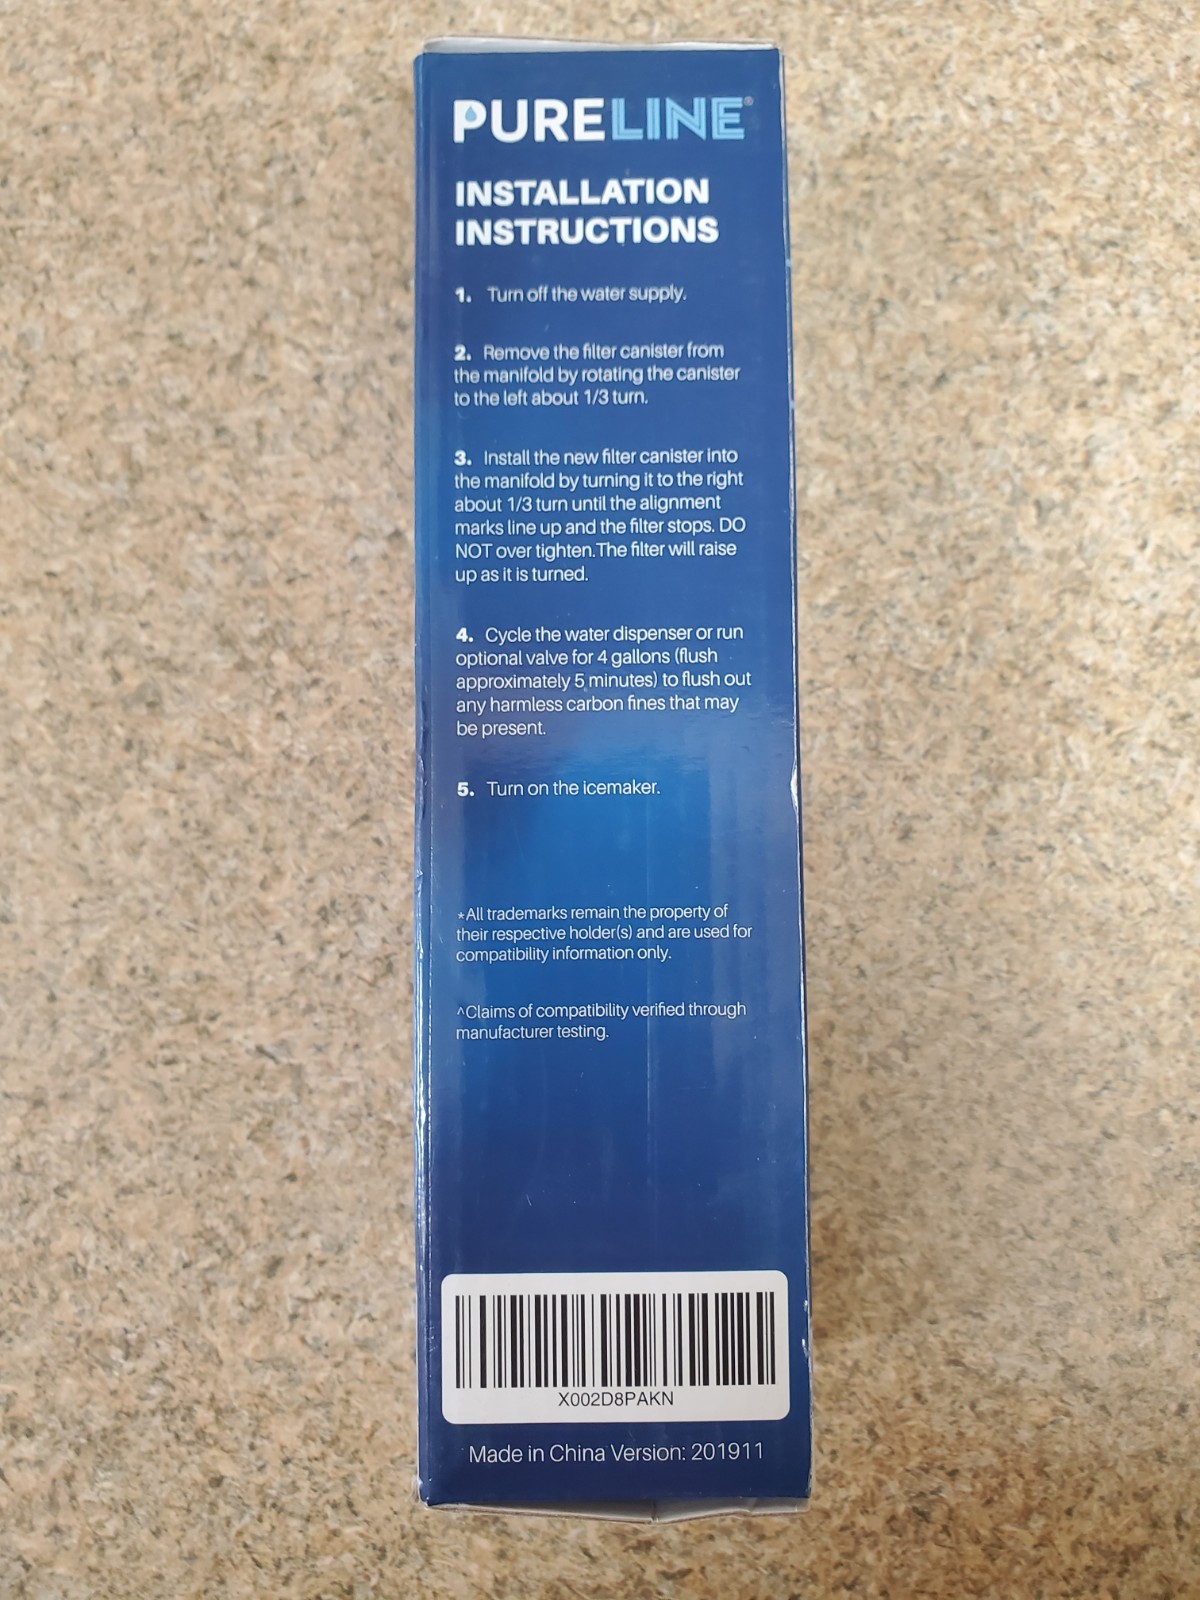 PURELINE®
INSTALLATION
INSTRUCTIONS
1. Turn off the water supply.
2. Remove the filter canister from
the manifold by rotating the canister
to the left about 1/3 turn.
3. Install the new filter canister into
the manifold by turning it to the right
about 1/3 turn until the alignment
marks line up and the filter stops. DO
NOT over tighten.The filter will raise
up as it is turned.
4. Cycle the water dispenser or run
optional valve for 4 gallons (flush
approximately 5 minutes) to flush out
any harmless carbon fines that may
be present.
5. Turn on the icemaker.
*All trademarks remain the property of
their respective holder(s) and are used for
compatibility information only.
^Claims of compatibility verified through
manufacturer testing.
X002D8PAKN
Made in China Version: 201911